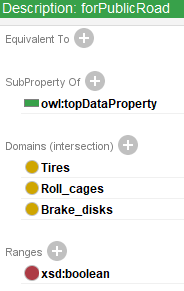 Description: forPublicRoad
Equivalent To
SubProperty Of
owl:topDataProperty
Domains (intersection)
Tires
Roll_cages
Brake_disks
Ranges
xsd:boolean